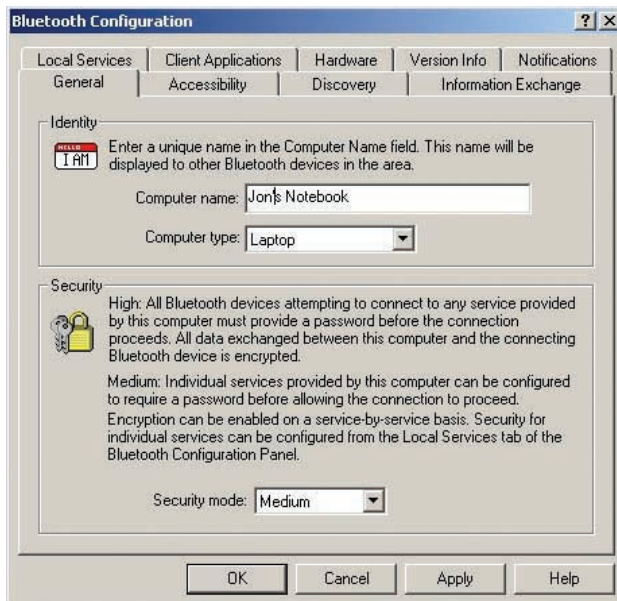 Bluetooth Configuration
? X
Local Services Client Applications Hardware Version Info Notifications
General Accessibility Discovery Information Exchange
Identity
HELLO
I AM
Enter a unique name in the Computer Name field. This name will be
displayed to other Bluetooth devices in the area.
Computer name: Jon's Notebook
Computer type: Laptop
Security
High: All Bluetooth devices attempting to connect to any service provided
by this computer must provide a password before the connection
proceeds. All data exchanged between this computer and the connecting
Bluetooth device is encrypted.
Medium: Individual services provided by this computer can be configured
to require a password before allowing the connection to proceed.
Encryption can be enabled on a service-by-service basis. Security for
individual services can be configured from the Local Services tab of the
Bluetooth Configuration Panel.
Security mode: Medium
OK Cancel Apply Help